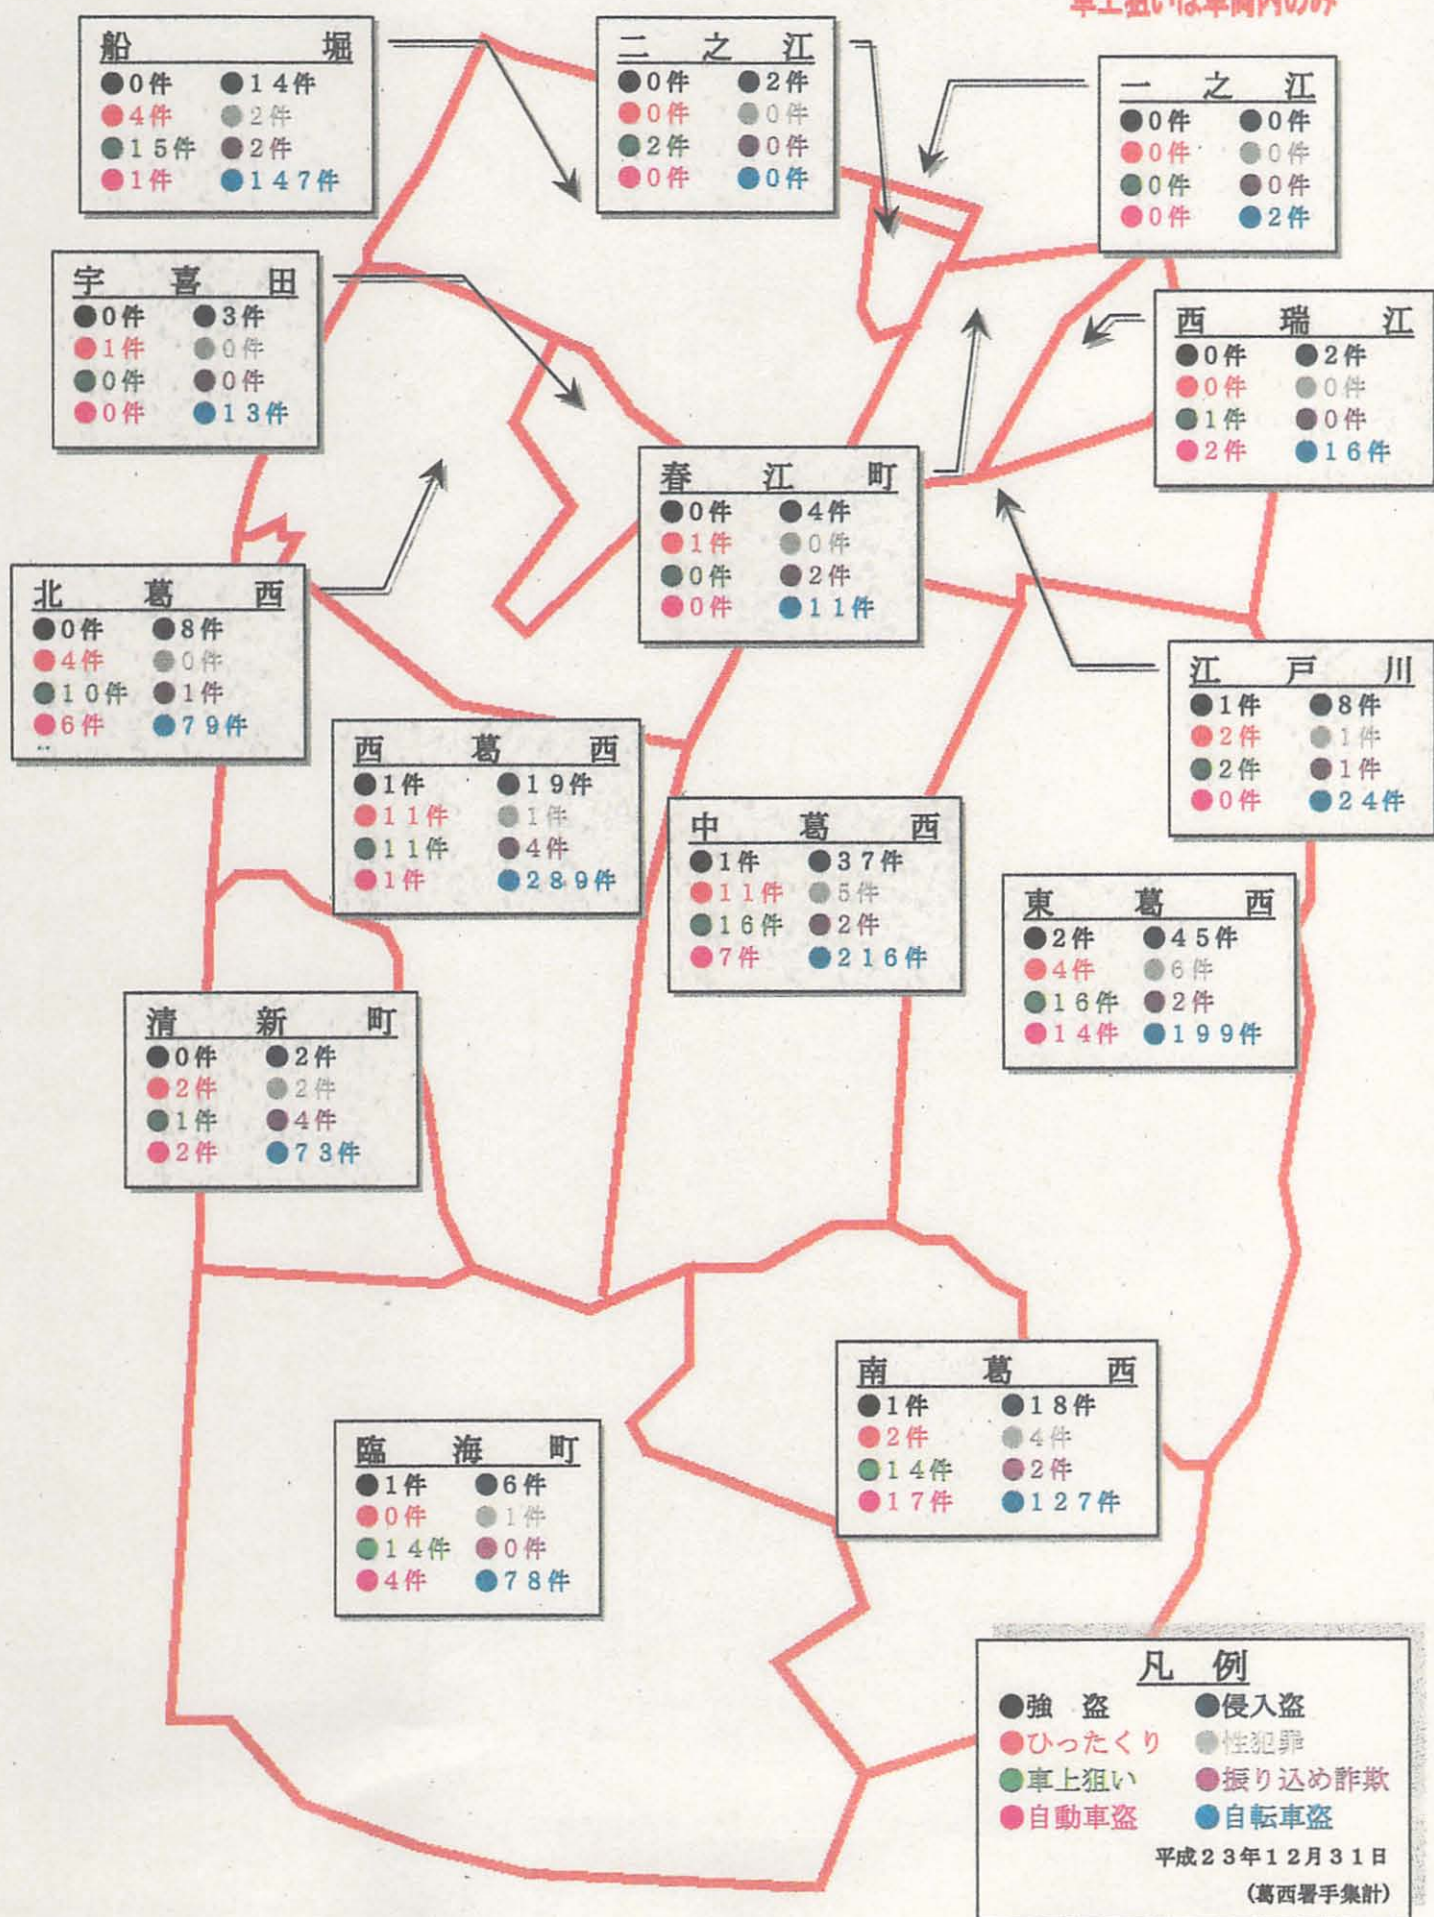 車上狙いは車両内のみ
船堀
●0件 ●14件
●4件 ●2件
●15件 ●2件
●1件 ●147件
二之江
●0件 ●2件
●0件 ●0件
●2件 ●0件
●0件 ●0件
一之江
●0件 ●0件
●0件 ●0件
●0件 ●0件
●0件 ●2件
宇喜田
●0件 ●3件
●1件 ●0件
●0件 ●0件
●0件 ●13件
西瑞江
●0件 ●2件
●0件 ●0件
●1件 ●0件
●2件 ●16件
春江町
●0件 ●4件
●1件 ●0件
●0件 ●2件
●0件 ●11件
北葛西
●0件 ●8件
●4件 ●0件
●10件 ●1件
●6件 ●79件
江戸川
●1件 ●8件
●2件 ●1件
●2件 ●1件
●0件 ●24件
西葛西
●1件 ●19件
●11件 ●1件
●11件 ●4件
●1件 ●289件
中葛西
●1件 ●37件
●11件 ●5件
●16件 ●2件
●7件 ●216件
東葛西
●2件 ●45件
●4件 ●6件
●16件 ●2件
●14件 ●199件
清新町
●0件 ●2件
●2件 ●2件
●1件 ●4件
●2件 ●73件
南葛西
●1件 ●18件
●2件 ●4件
●14件 ●2件
●17件 ●127件
臨海町
●1件 ●6件
●0件 ●1件
●14件 ●0件
●4件 ●78件
凡例
●強盗 ●侵入盗
●ひったくり ●性犯罪
●車上狙い ●振り込め詐欺
●自動車盗 ●自転車盗
平成23年12月31日
(葛西署手集計)